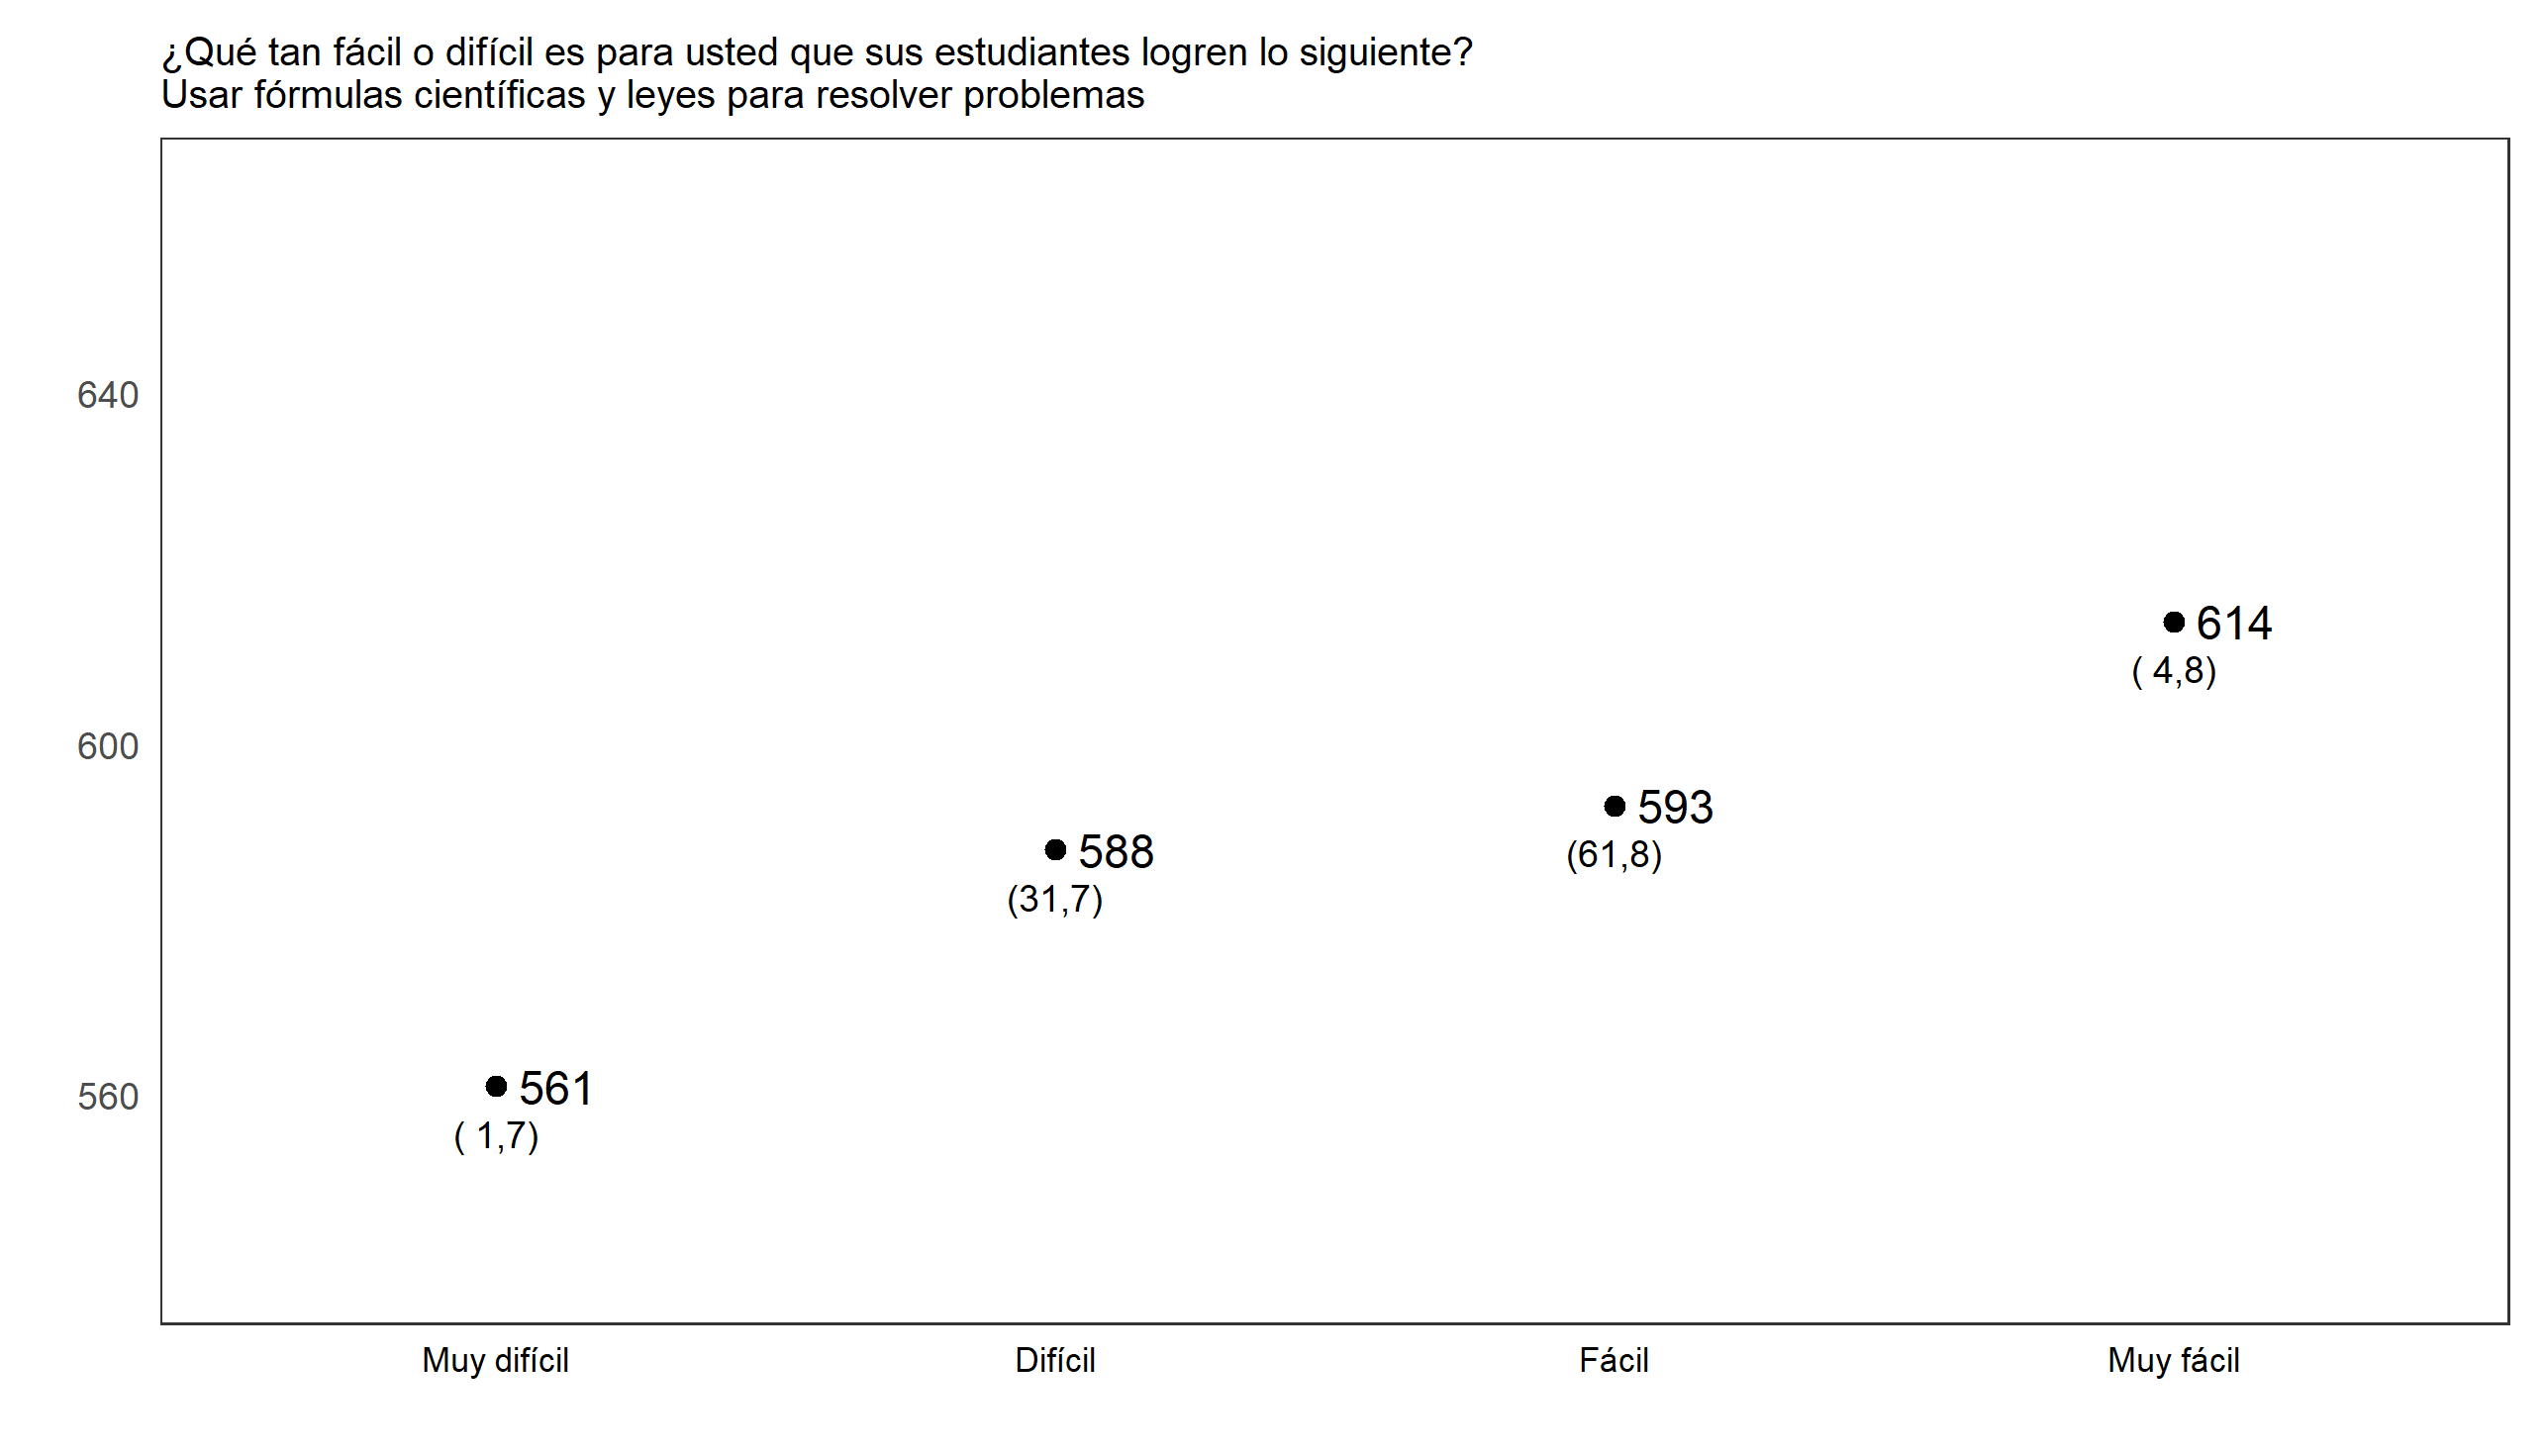 ¿Qué tan fácil o difícil es para usted que sus estudiantes logren lo siguiente?
Usar fórmulas científicas y leyes para resolver problemas
640
600
560
614
( 4,8)
593
(61,8)
588
(31,7)
561
( 1,7)
Muy difícil
Difícil
Fácil
Muy fácil